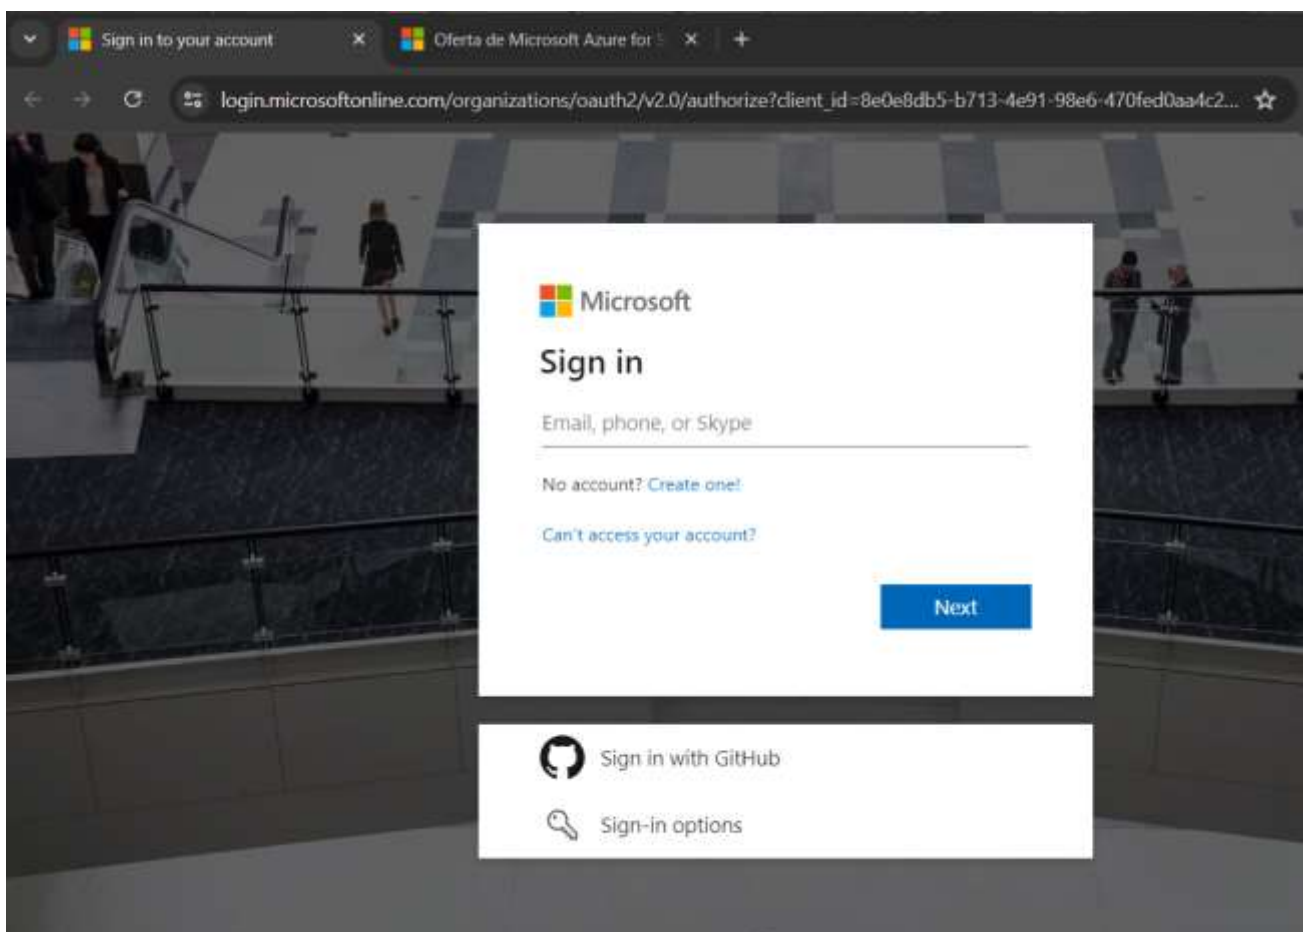 Sign in to your account
Oferta de Microsoft Azure for
login.microsoftonline.com/organizations/oauth2/v2.0/authorize?client_id=8e0e8db5-b713-4e91-98e6-470fed0aa4c2...
Microsoft
Sign in
Email, phone, or Skype
No account? Create one!
Can't access your account?
Next
Sign in with GitHub
Sign-in options